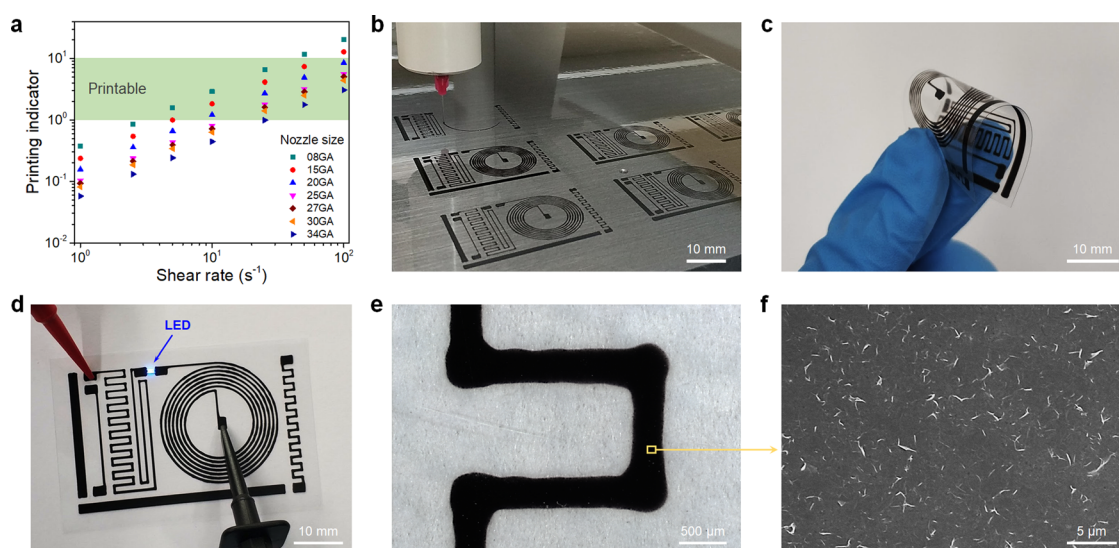 a
Printing indicator
10²
10¹
10⁰
10⁻¹
10⁻²
Printable
Nozzle size
08GA
15GA
20GA
25GA
27GA
30GA
34GA
10⁰
10¹
10²
Shear rate (s⁻¹)
b
10 mm
c
10 mm
d
LED
10 mm
e
500 µm
f
5 µm